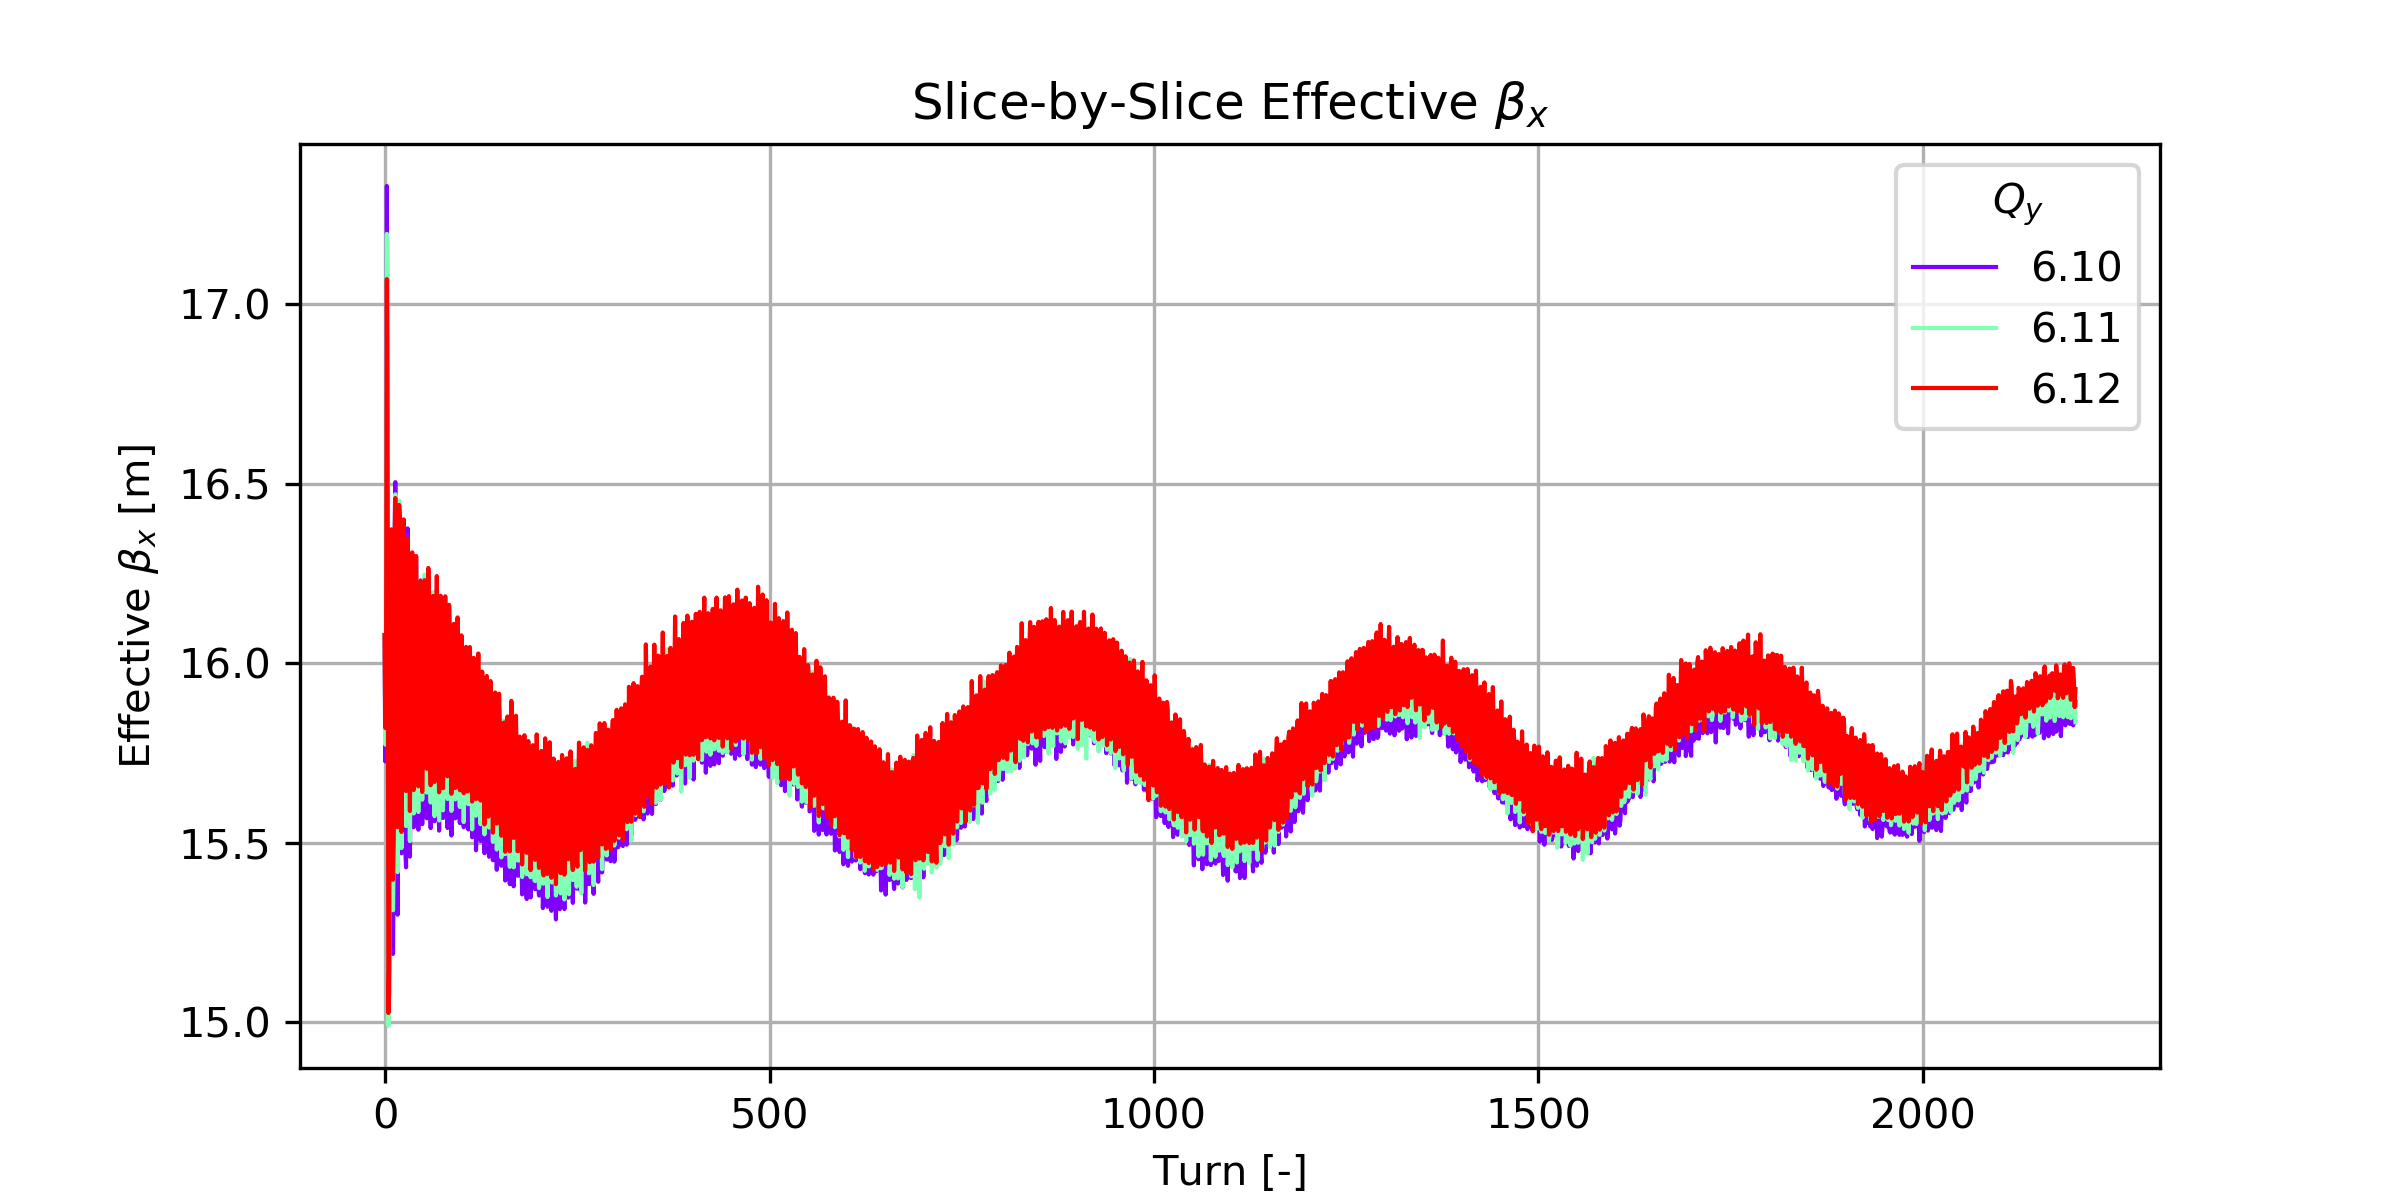 Slice-by-Slice Effective βx
Effective βx [m]
17.0
16.5
16.0
15.5
15.0
Qy
6.10
6.11
6.12
0 500 1000 1500 2000
Turn [-]